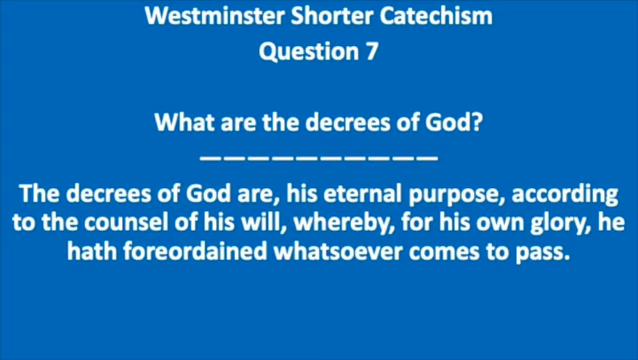 Westminster Shorter Catechism
Question 7
What are the decrees of God?
The decrees of God are, his eternal purpose, according
to the counsel of his will, whereby, for his own glory, he
hath foreordained whatsoever comes to pass.